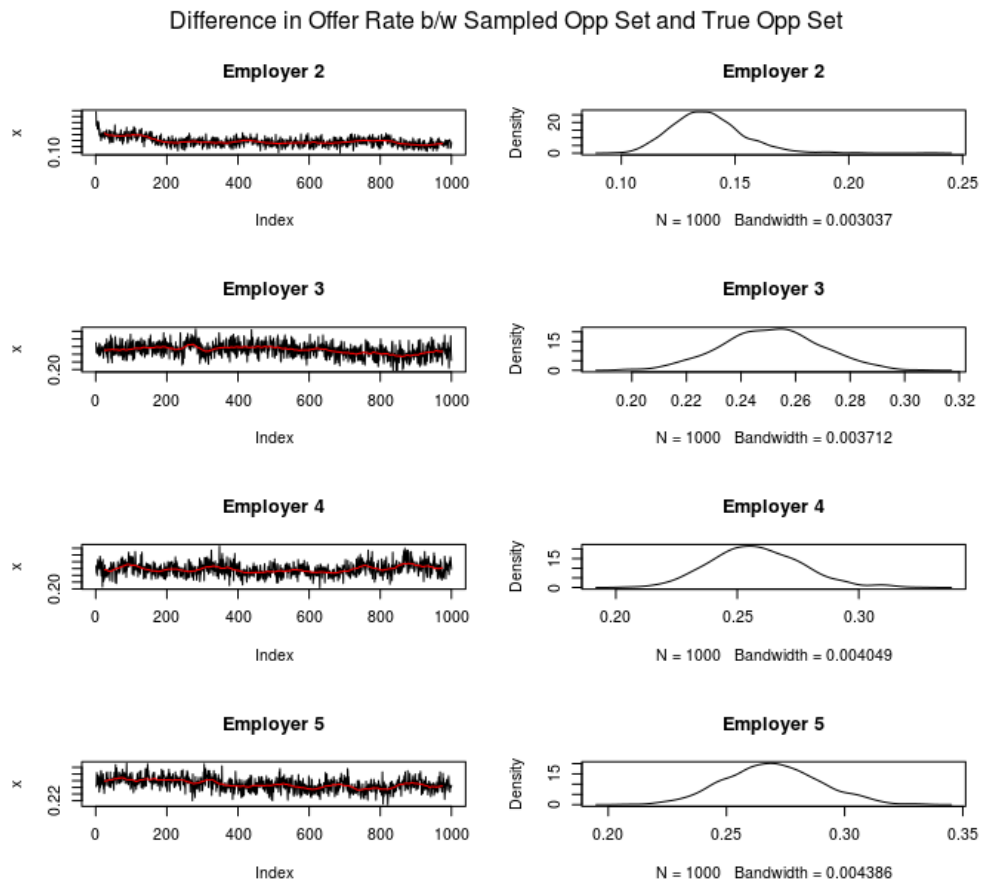 Difference in Offer Rate b/w Sampled Opp Set and True Opp Set
Employer 2
x
0.10
0 200 400 600 800 1000
Index
Employer 2
Density
0 20
0.10 0.15 0.20 0.25
N = 1000 Bandwidth = 0.003037
Employer 3
x
0.20
0 200 400 600 800 1000
Index
Employer 3
Density
0 15
0.20 0.22 0.24 0.26 0.28 0.30 0.32
N = 1000 Bandwidth = 0.003712
Employer 4
x
0.20
0 200 400 600 800 1000
Index
Employer 4
Density
0 15
0.20 0.25 0.30
N = 1000 Bandwidth = 0.004049
Employer 5
x
0.22
0 200 400 600 800 1000
Index
Employer 5
Density
0 15
0.20 0.25 0.30 0.35
N = 1000 Bandwidth = 0.004386